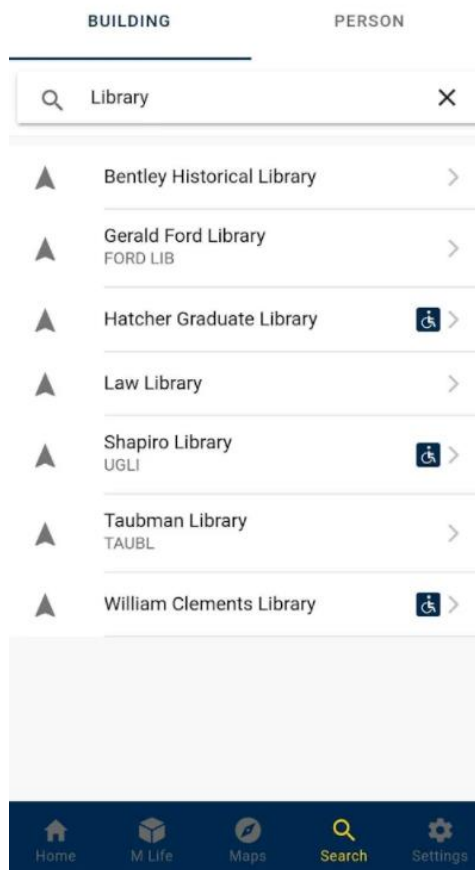 BUILDING PERSON
Library
Bentley Historical Library
Gerald Ford Library
FORD LIB
Hatcher Graduate Library
Law Library
Shapiro Library
UGLI
Taubman Library
TAUBL
William Clements Library
Home M Life Maps Search Settings